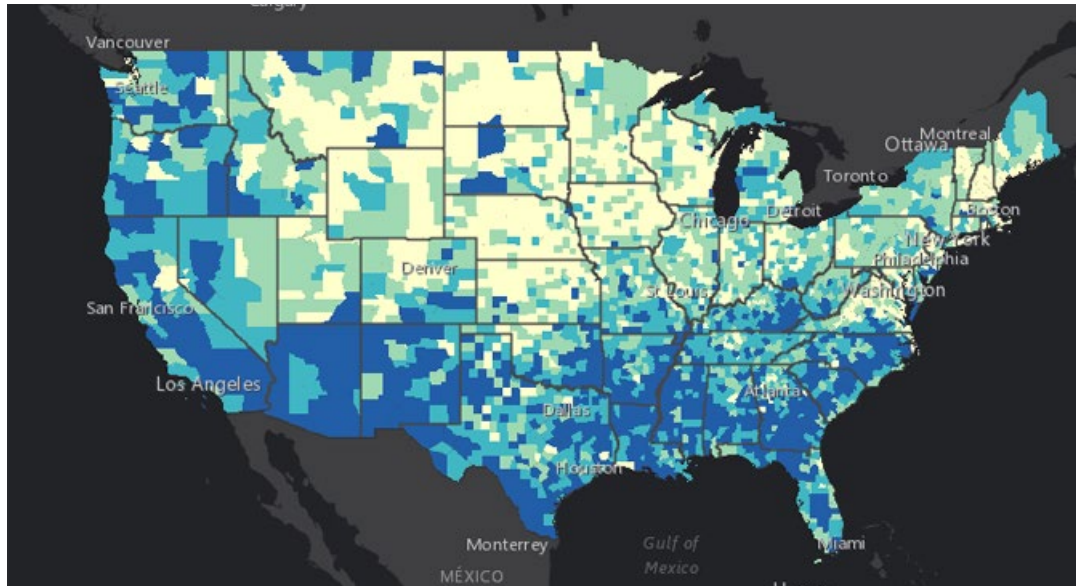 Calgary
Vancouver
Seattle
Montreal
Ottawa
Toronto
Boston
Chicago
Detroit
New York
Philadelphia
Denver
St Louis
Washington
San Francisco
Los Angeles
Atlanta
Dallas
Houston
Monterrey
Gulf of
Mexico
Miami
MÉXICO